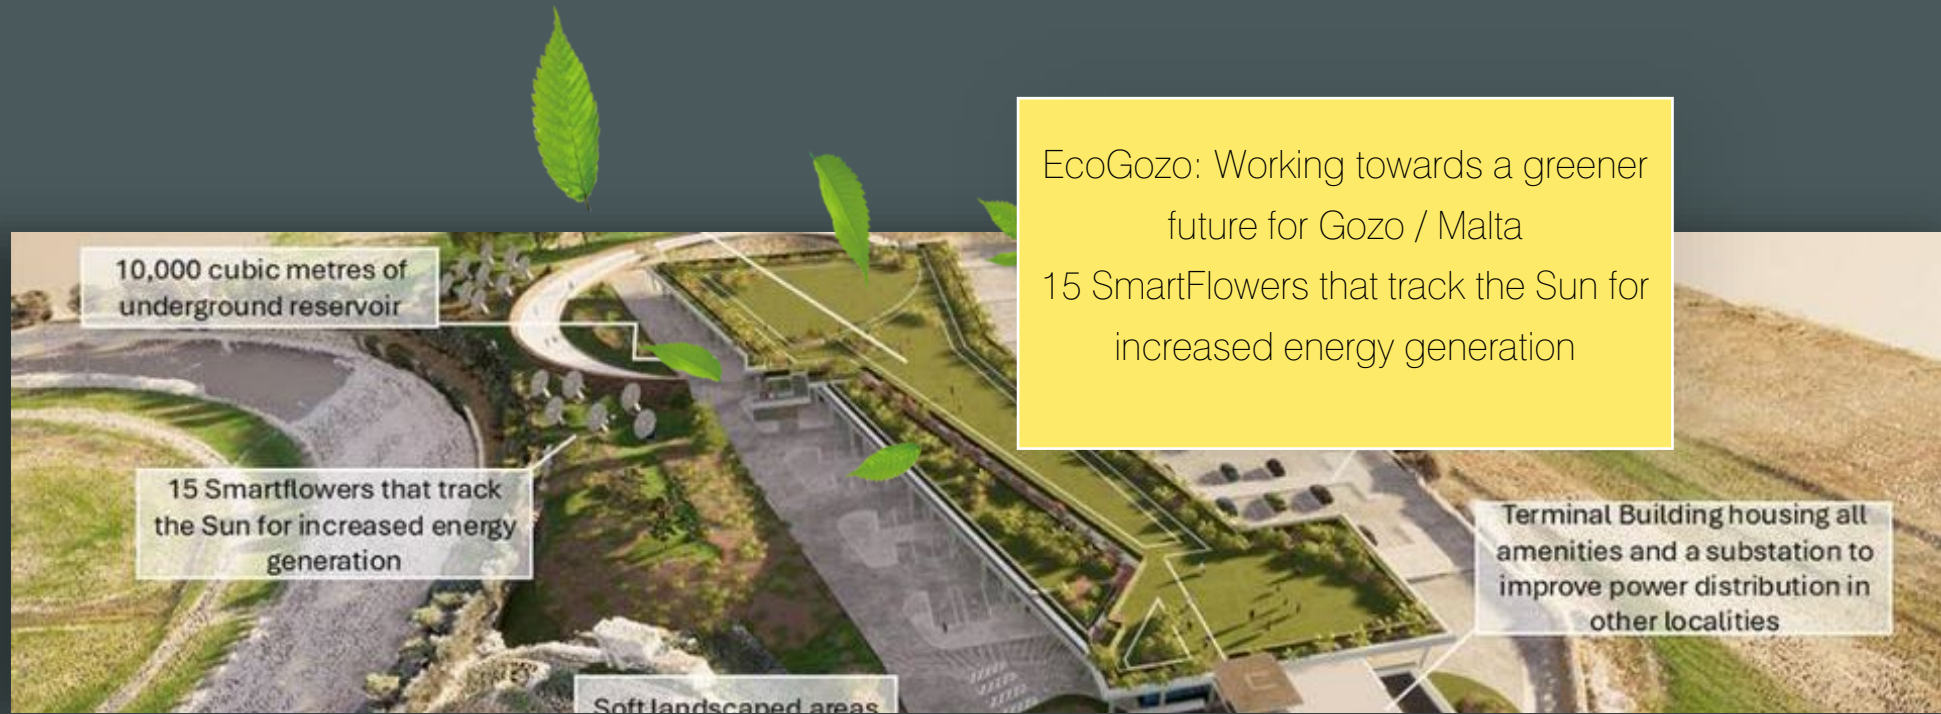 EcoGozo: Working towards a greener
future for Gozo / Malta
15 SmartFlowers that track the Sun for
increased energy generation
10,000 cubic metres of
underground reservoir
15 Smartflowers that track
the Sun for increased energy
generation
Terminal Building housing all
amenities and a substation to
improve power distribution in
other localities
Soft landscaped areas